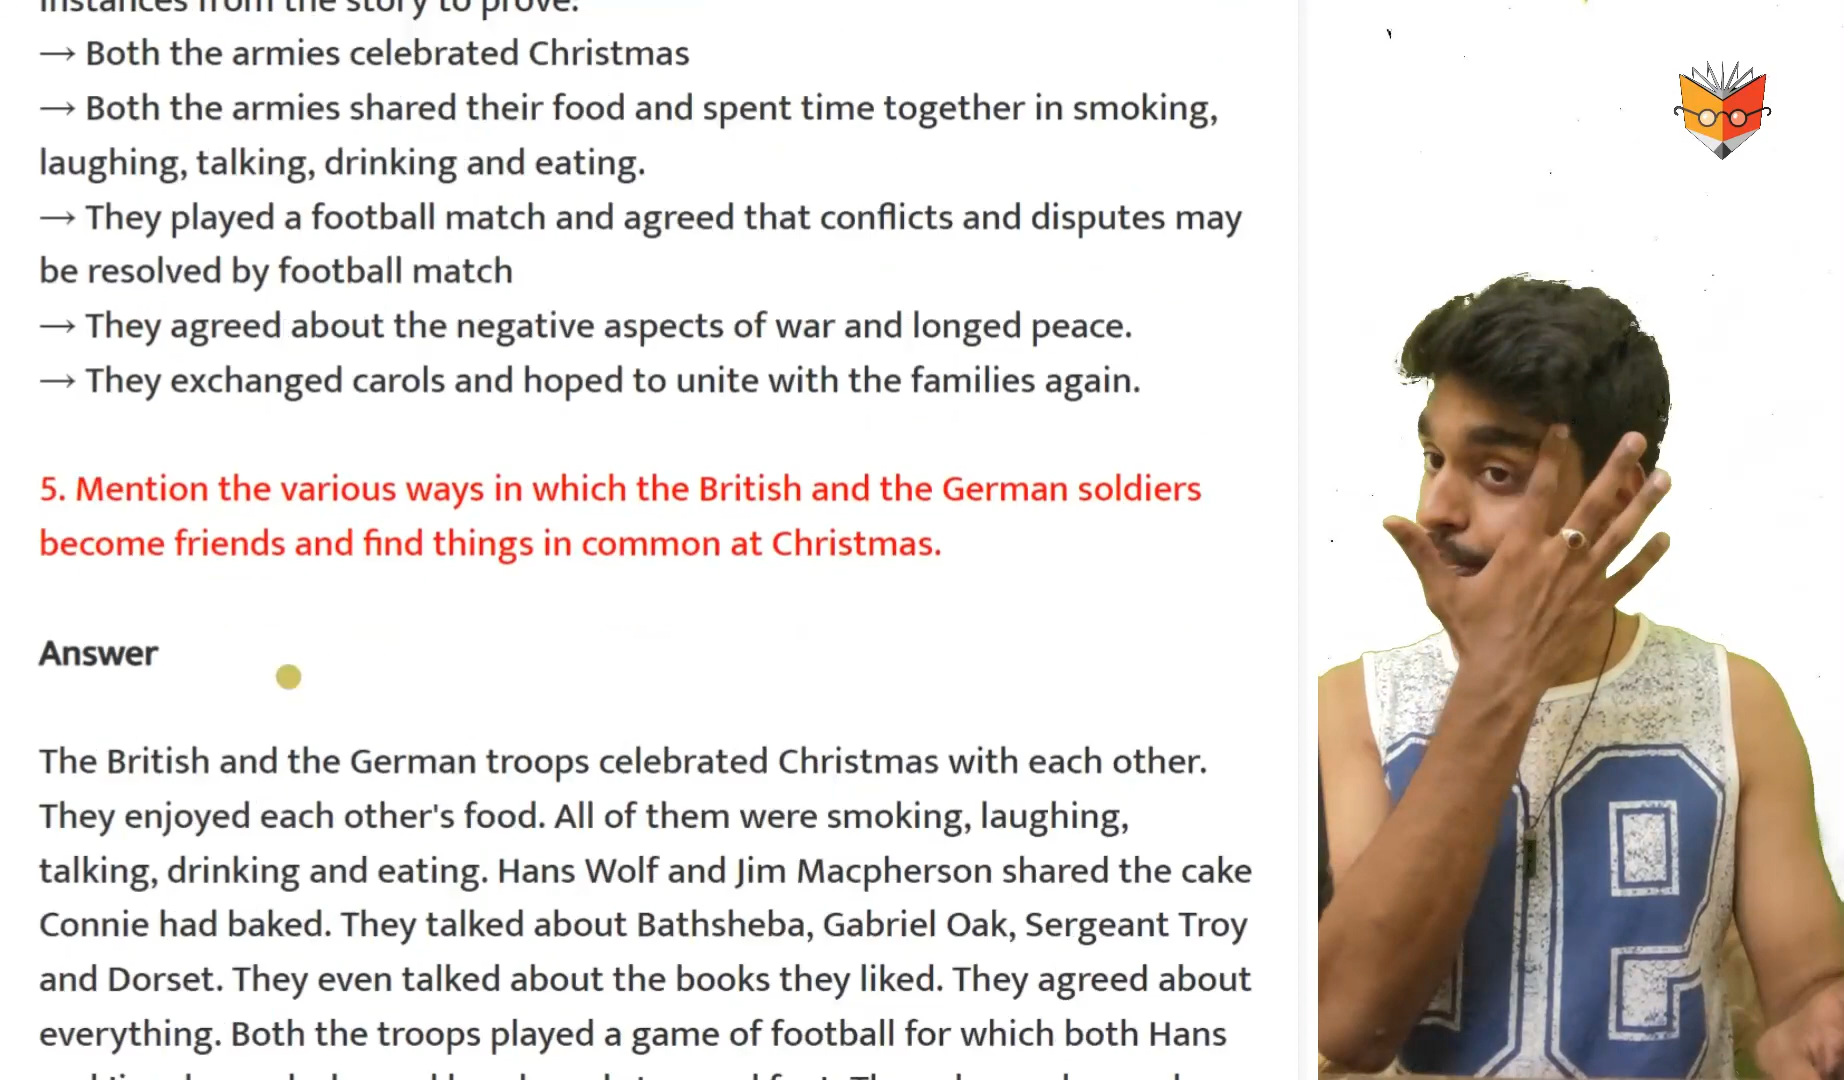 instances from the story to prove.
→ Both the armies celebrated Christmas
→ Both the armies shared their food and spent time together in smoking,
laughing, talking, drinking and eating.
→ They played a football match and agreed that conflicts and disputes may
be resolved by football match
→ They agreed about the negative aspects of war and longed peace.
→ They exchanged carols and hoped to unite with the families again.
5. Mention the various ways in which the British and the German soldiers
become friends and find things in common at Christmas.
Answer
The British and the German troops celebrated Christmas with each other.
They enjoyed each other's food. All of them were smoking, laughing,
talking, drinking and eating. Hans Wolf and Jim Macpherson shared the cake
Connie had baked. They talked about Bathsheba, Gabriel Oak, Sergeant Troy
and Dorset. They even talked about the books they liked. They agreed about
everything. Both the troops played a game of football for which both Hans